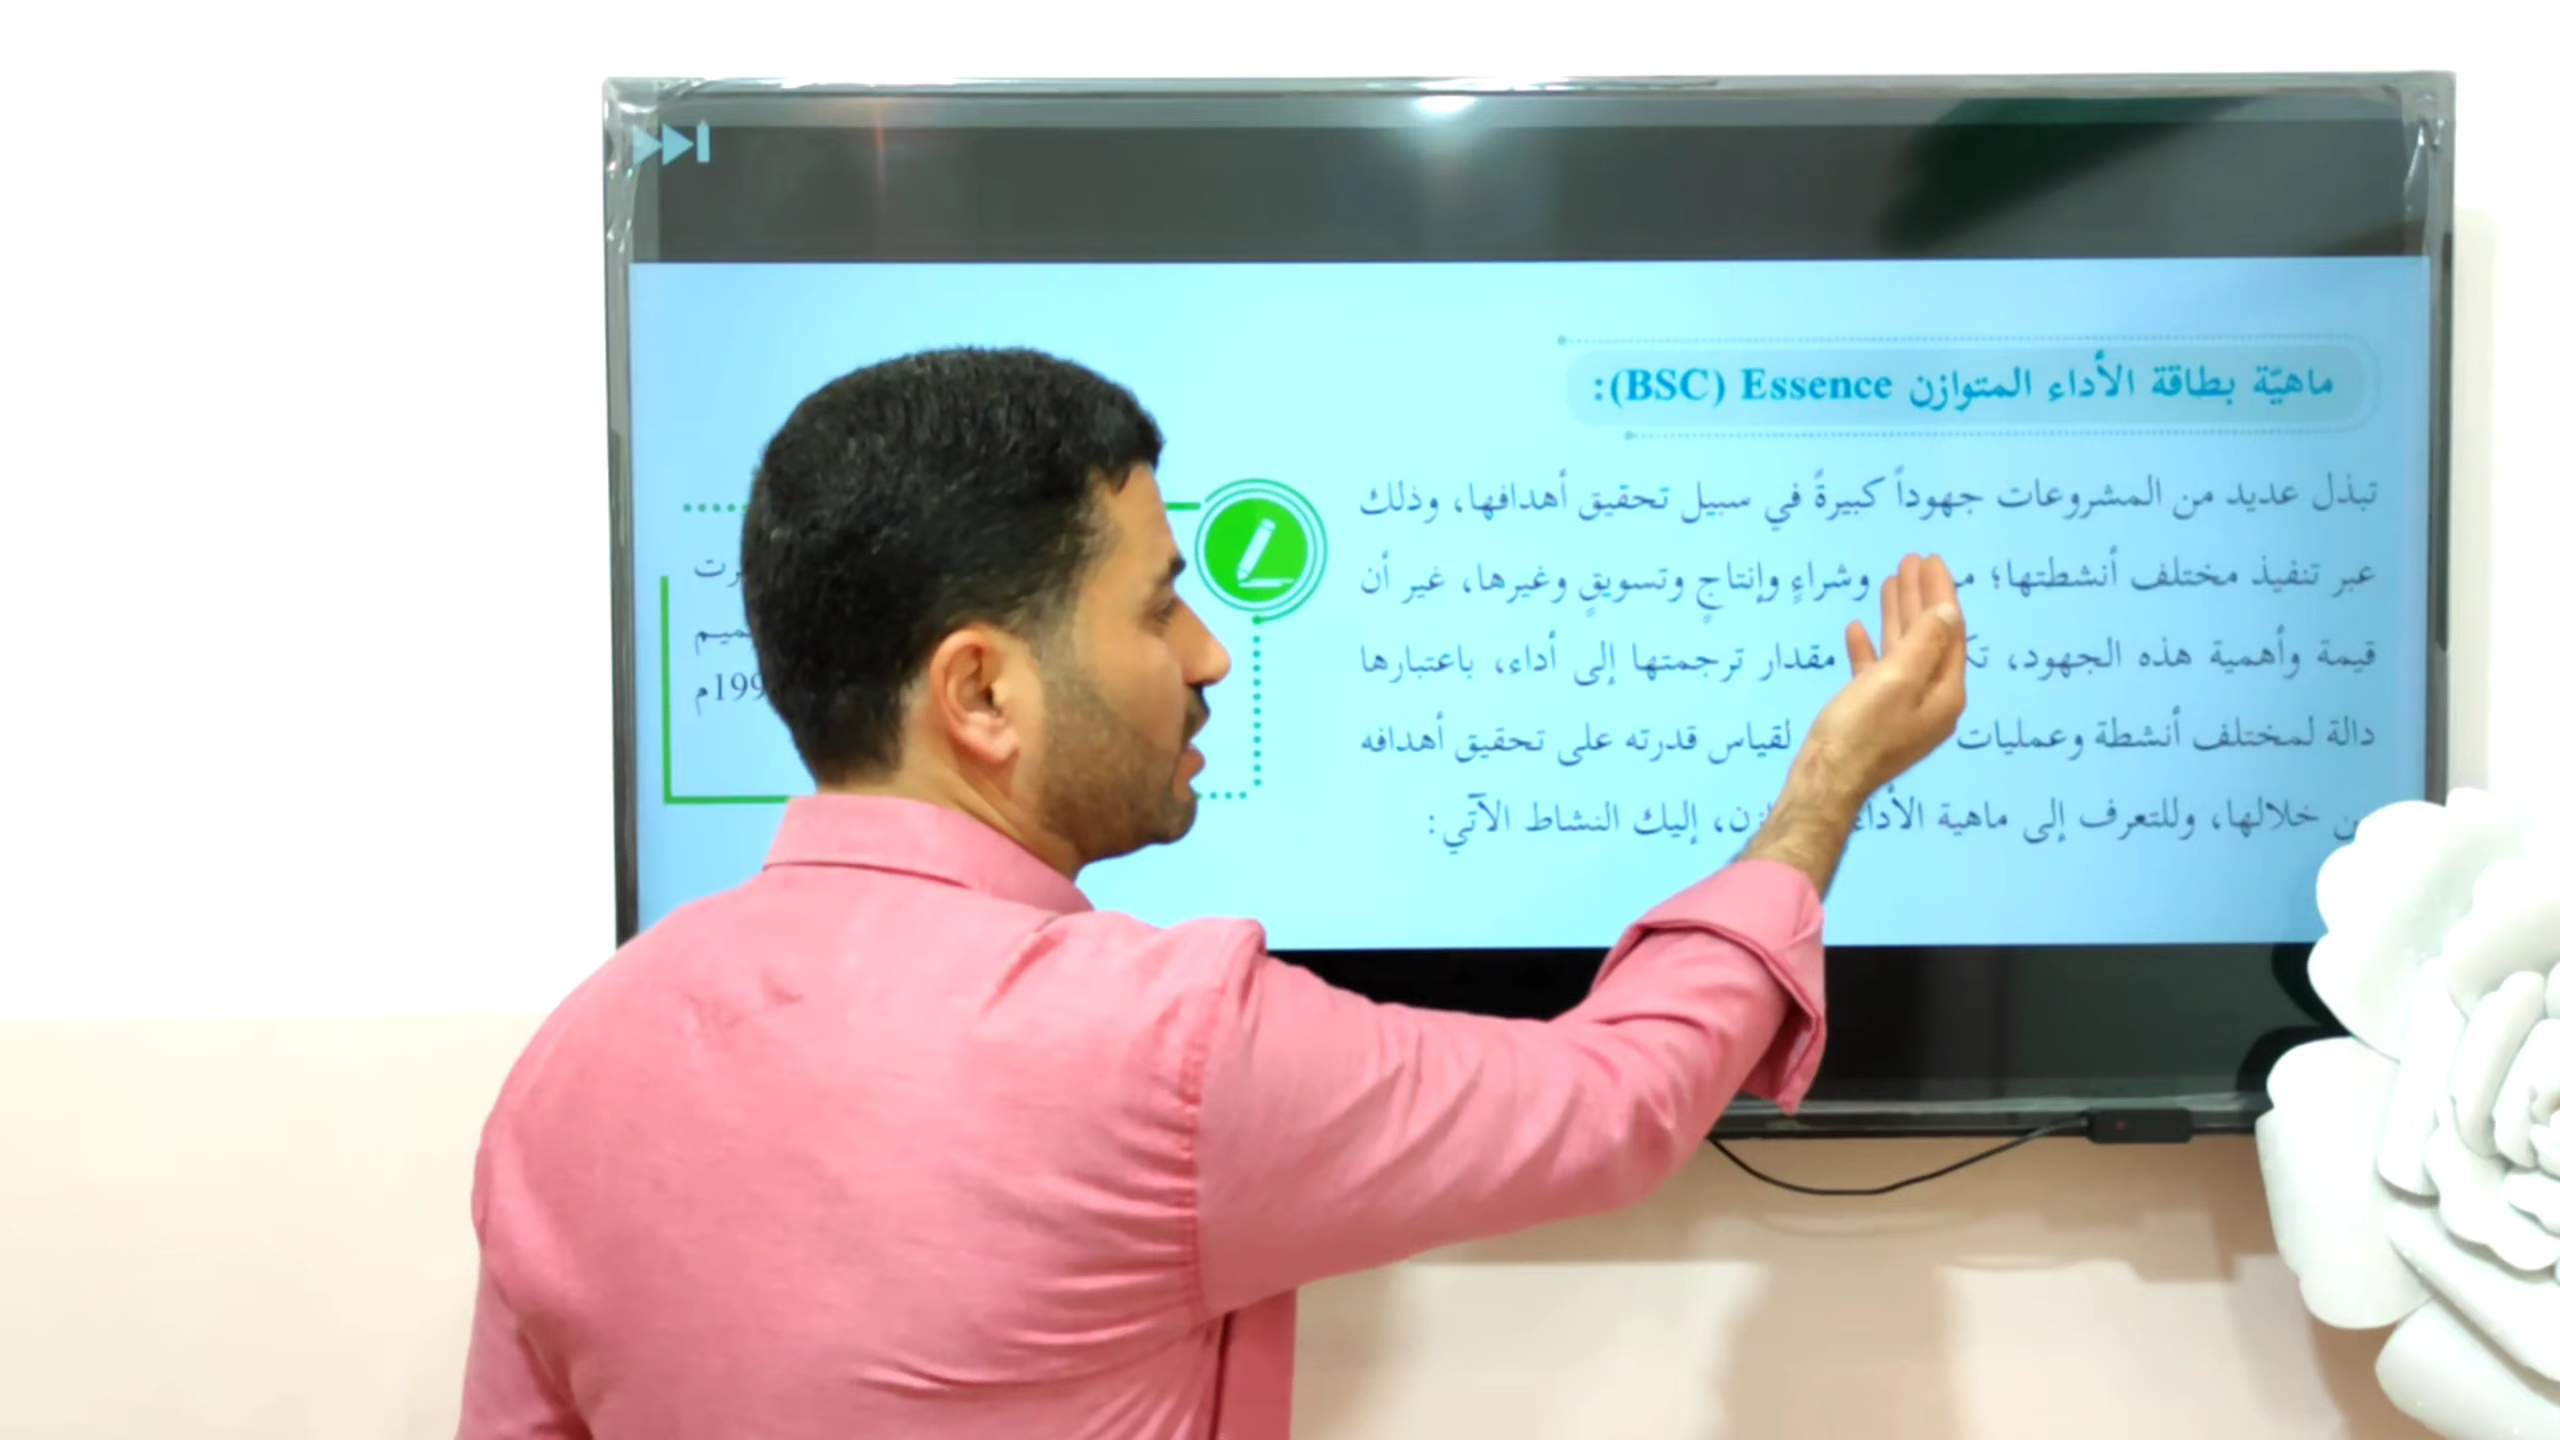 ماهيّة بطاقة الأداء المتوازن BSC) Essence):
تبذل عديد من المشروعات جهوداً كبيرةً في سبيل تحقيق أهدافها، وذلك
عبر تنفيذ مختلف أنشطتها؛ وشراءٍ وإنتاجٍ وتسويقٍ وغيرها، غير أن
قيمة وأهمية هذه الجهود، مقدار ترجمتها إلى أداء، باعتبارها
دالة لمختلف أنشطة وعمليات لقياس قدرته على تحقيق أهدافه
خلالها، وللتعرف إلى ماهية الأداء إليك النشاط الآتي: